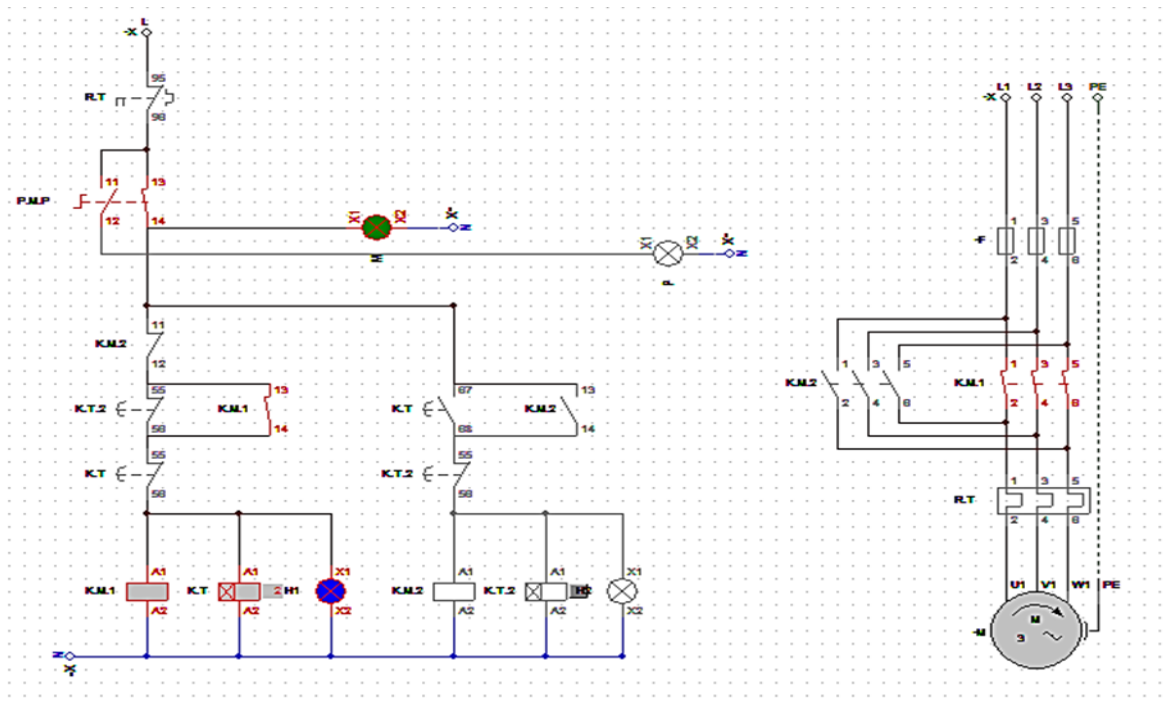 L
-X
95
R.T
96
11 13
P.M.P
12 14
X1 X2 X* N
M
X1 X2 X* N
P
11
K.M.2
12
55 13
K.T.2 K.M.1
56 14
55
K.T
56
67 13
K.T K.M.2
68 14
55
K.T.2
56
A1 A1 X1 A1 A1 X1
K.M.1 K.T 2 H1 K.M.2 K.T.2 H2
A2 A2 X2 A2 A2 X2
N
L1 L2 L3 PE
-X
1 3 5
-F
2 4 6
1 3 5 1 3 5
K.M.2 K.M.1
2 4 6 2 4 6
1 3 5
R.T
2 4 6
U1 V1 W1 PE
-M
M
3